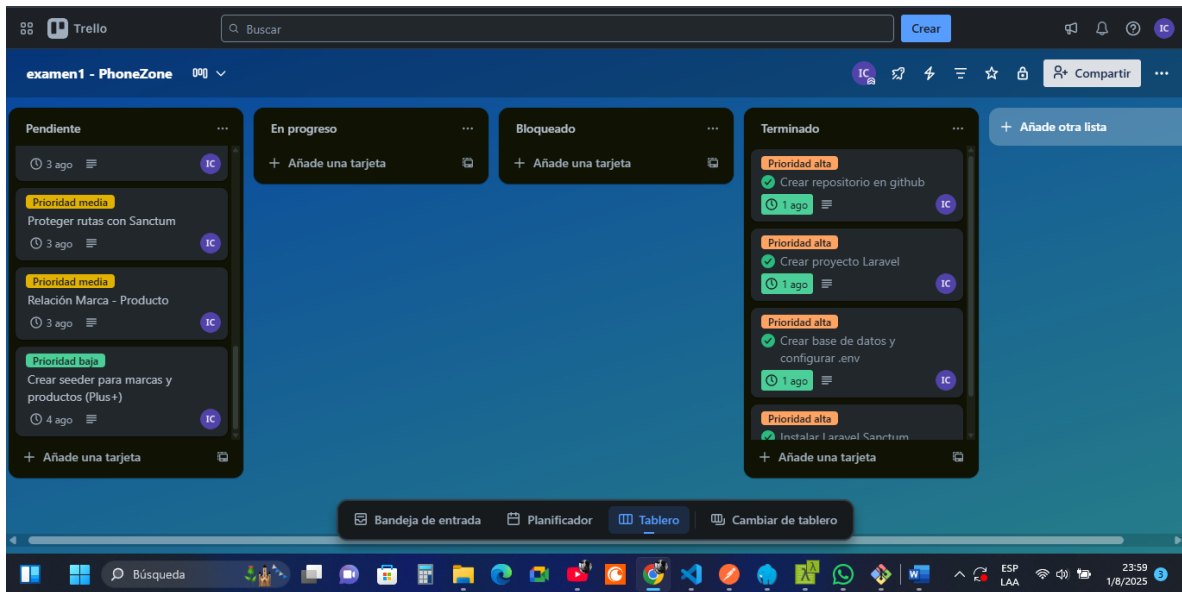 Trello
Buscar
Crear
IC
examen1 - PhoneZone
IC
Compartir
Pendiente
3 ago
IC
Prioridad media
Proteger rutas con Sanctum
3 ago
IC
Prioridad media
Relación Marca - Producto
3 ago
IC
Prioridad baja
Crear seeder para marcas y
productos (Plus+)
4 ago
IC
+ Añade una tarjeta
En progreso
+ Añade una tarjeta
Bloqueado
+ Añade una tarjeta
Terminado
Prioridad alta
Crear repositorio en github
1 ago
IC
Prioridad alta
Crear proyecto Laravel
1 ago
IC
Prioridad alta
Crear base de datos y
configurar .env
1 ago
IC
Prioridad alta
Instalar Laravel Sanctum
+ Añade una tarjeta
+ Añade otra lista
Bandeja de entrada
Planificador
Tablero
Cambiar de tablero
Búsqueda
ESP
LAA
23:59
1/8/2025
3